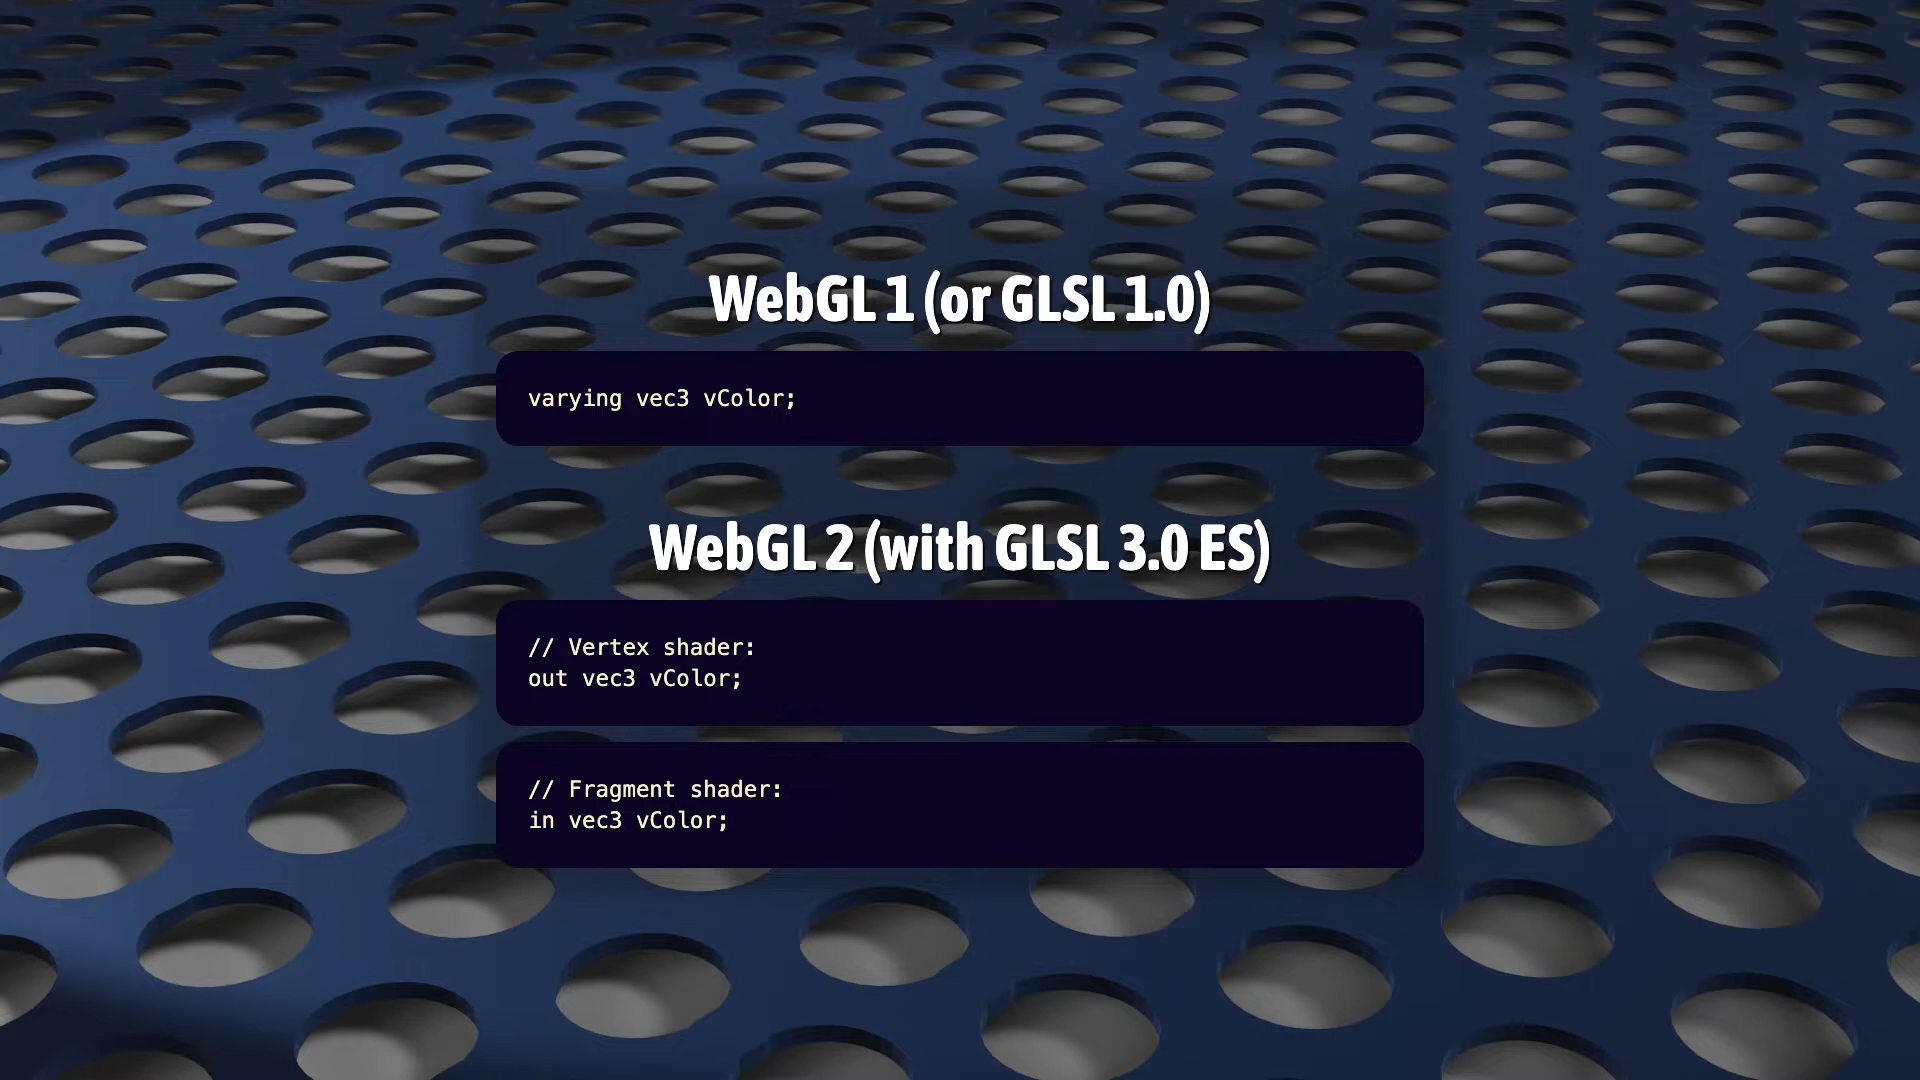 WebGL 1 (or GLSL 1.0)
varying vec3 vColor;
WebGL 2 (with GLSL 3.0 ES)
// Vertex shader:
out vec3 vColor;
// Fragment shader:
in vec3 vColor;